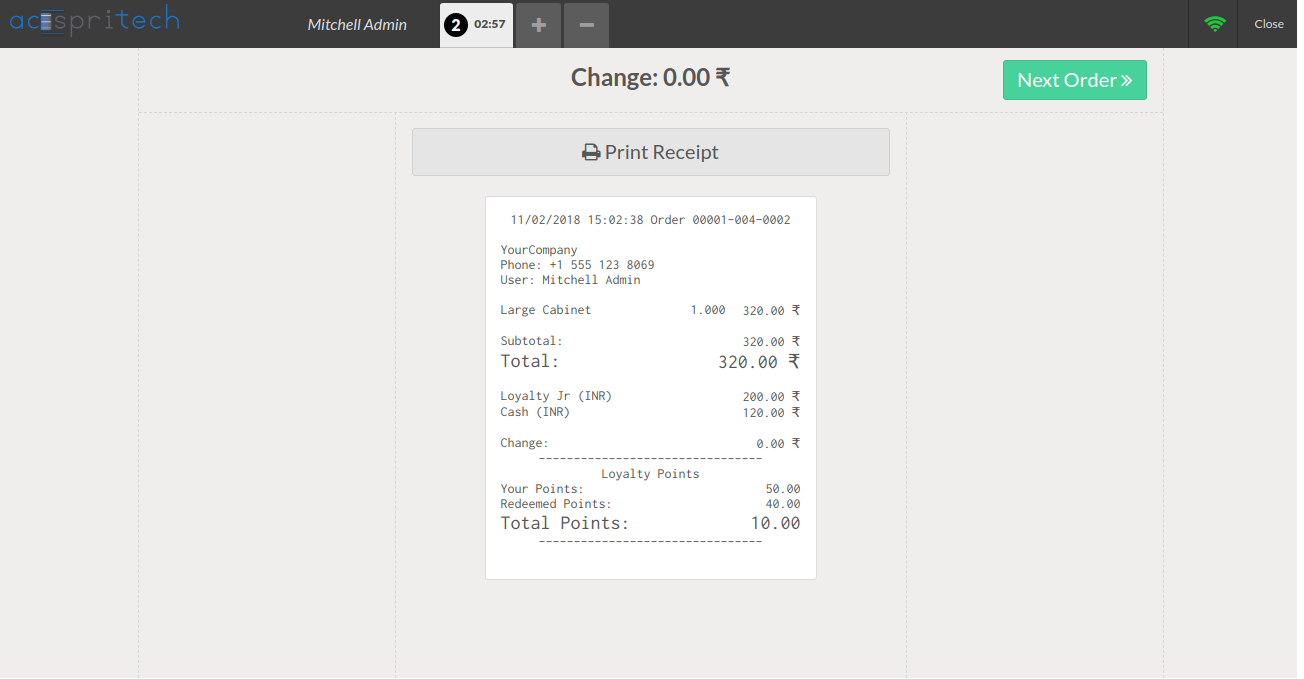 acespritech
Mitchell Admin
2 02:57
Close
Change: 0.00 ₹
Next Order
Print Receipt
11/02/2018 15:02:38 Order 00001-004-0002
YourCompany
Phone: +1 555 123 8069
User: Mitchell Admin
Large Cabinet 1.000 320.00 ₹
Subtotal: 320.00 ₹
Total: 320.00 ₹
Loyalty Jr (INR) 200.00 ₹
Cash (INR) 120.00 ₹
Change: 0.00 ₹
--------------------------------
Loyalty Points
Your Points: 50.00
Redeemed Points: 40.00
Total Points: 10.00
--------------------------------